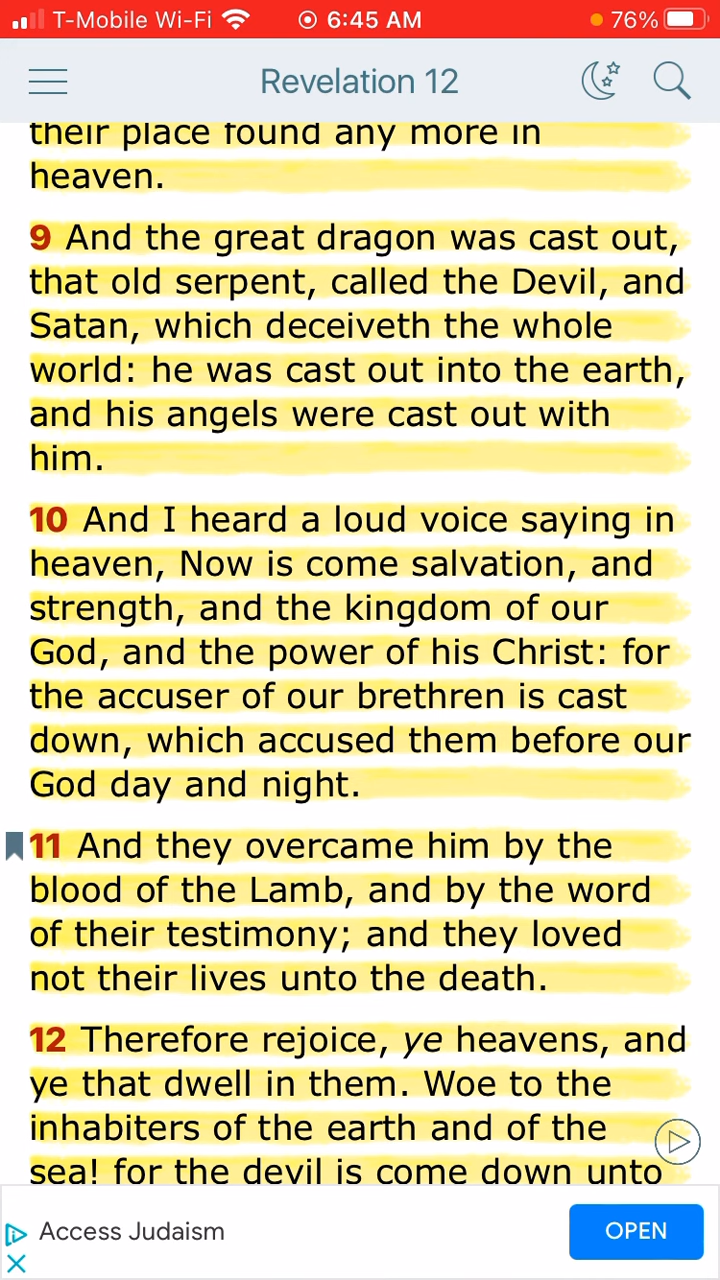 T-Mobile Wi-Fi 6:45 AM 76%
Revelation 12
their place found any more in
heaven.
9 And the great dragon was cast out,
that old serpent, called the Devil, and
Satan, which deceiveth the whole
world: he was cast out into the earth,
and his angels were cast out with
him.
10 And I heard a loud voice saying in
heaven, Now is come salvation, and
strength, and the kingdom of our
God, and the power of his Christ: for
the accuser of our brethren is cast
down, which accused them before our
God day and night.
11 And they overcame him by the
blood of the Lamb, and by the word
of their testimony; and they loved
not their lives unto the death.
12 Therefore rejoice, ye heavens, and
ye that dwell in them. Woe to the
inhabiters of the earth and of the
sea! for the devil is come down unto
Access Judaism
OPEN